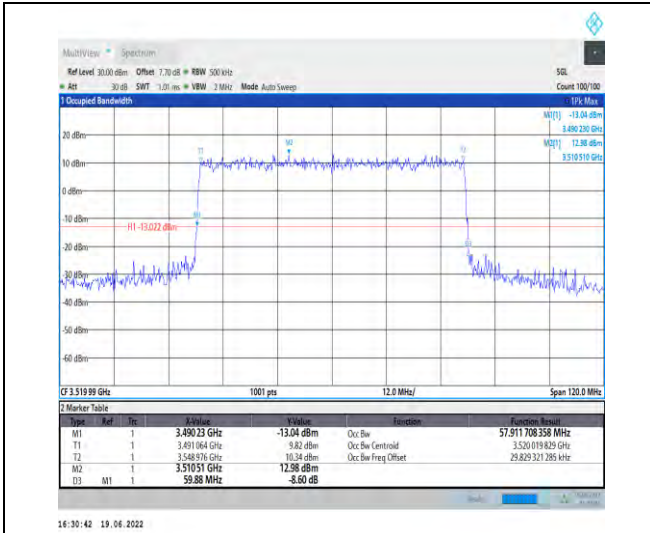 MultiView Spectrum
Ref Level 30.00 dBm Offset 7.70 dB RBW 500 kHz SGL
Att 30 dB SWT 1.01 ms VBW 2 MHz Mode Auto Sweep Count 100/100
1 Occupied Bandwidth 1Pk Max
M1[1] -13.04 dBm
3.490 230 GHz
M2[1] 12.98 dBm
3.510 510 GHz
20 dBm
M2
T1
T2
10 dBm
0 dBm
-10 dBm
H1 -13.022 dBm
-20 dBm
-30 dBm
-40 dBm
-50 dBm
-60 dBm
CF 3.519 99 GHz 1001 pts 12.0 MHz/ Span 120.0 MHz
2 Marker Table
Type Ref Trc X-Value Y-Value Function Function Result
M1 1 3.490 23 GHz -13.04 dBm Occ Bw 57.911 708 358 MHz
T1 1 3.491 064 GHz 9.82 dBm Occ Bw Centroid 3.520 019 829 GHz
T2 1 3.548 976 GHz 10.34 dBm Occ Bw Freq Offset 29.829 321 285 kHz
M2 1 3.510 51 GHz 12.98 dBm
D3 M1 1 59.88 MHz -8.60 dB
16:30:42 19.06.2022